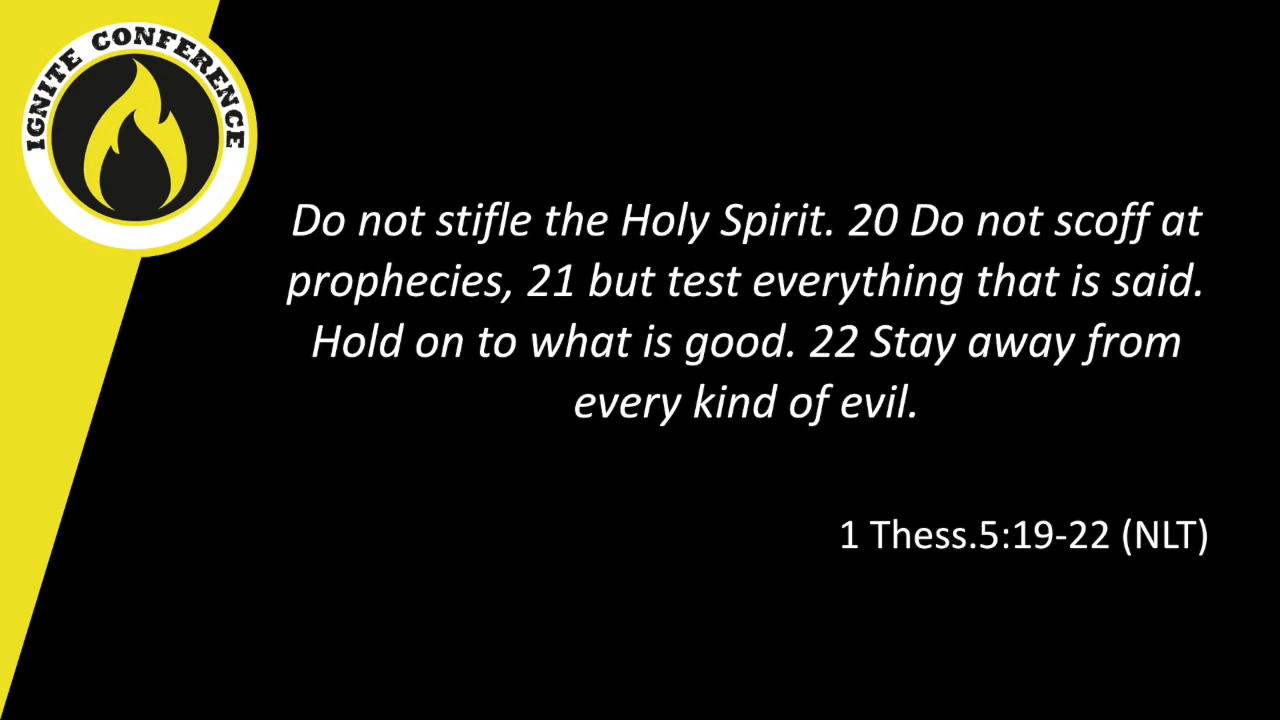 IGNITE CONFERENCE
Do not stifle the Holy Spirit. 20 Do not scoff at
prophecies, 21 but test everything that is said.
Hold on to what is good. 22 Stay away from
every kind of evil.
1 Thess.5:19-22 (NLT)